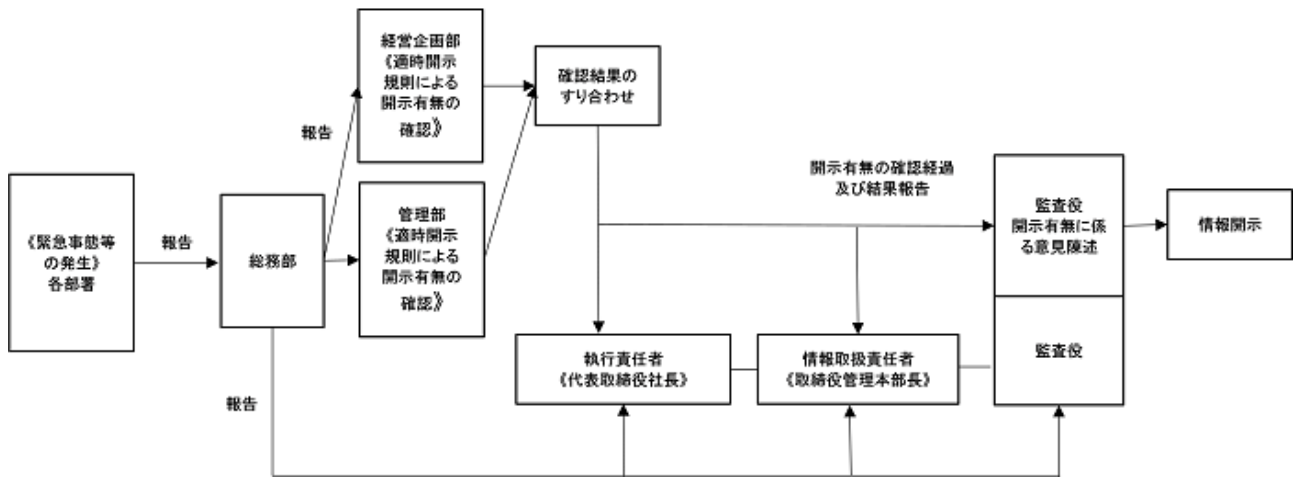 《緊急事態等
の発生》
各部署
報告
総務部
報告
経営企画部
《適時開示
規則による
開示有無の
確認》
管理部
《適時開示
規則による
開示有無の
確認》
確認結果の
すり合わせ
開示有無の確認経過
及び結果報告
監査役
開示有無に係
る意見陳述
情報開示
執行責任者
《代表取締役社長》
情報取扱責任者
《取締役管理本部長》
監査役
報告